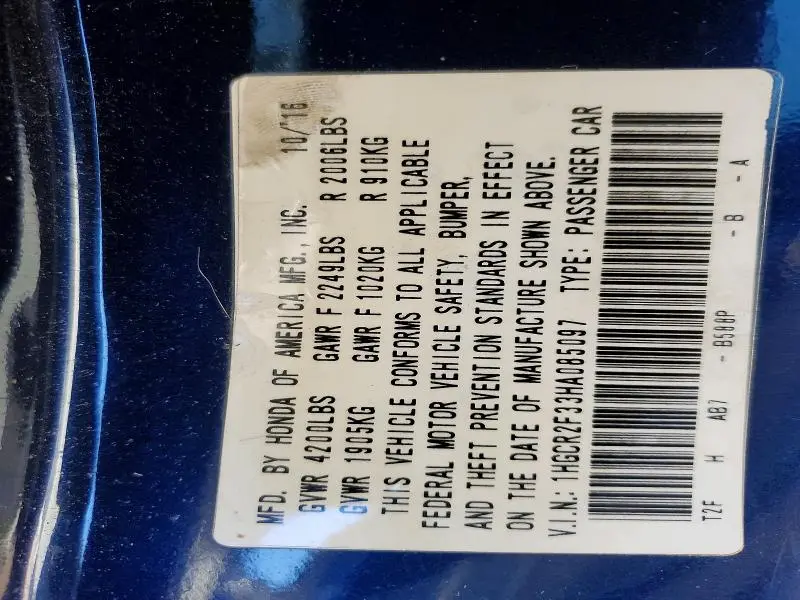 MFD. BY HONDA OF AMERICA MFG., INC. 10/16
GVWR 4200LBS GAWR F 2249LBS R 2006LBS
GVWR 1905KG GAWR F 1020KG R 910KG
THIS VEHICLE CONFORMS TO ALL APPLICABLE
FEDERAL MOTOR VEHICLE SAFETY, BUMPER,
AND THEFT PREVENTION STANDARDS IN EFFECT
ON THE DATE OF MANUFACTURE SHOWN ABOVE.
V.I.N.: 1HGCR2F33HA085097 TYPE: PASSENGER CAR
T2F H AB7 - B588P - B - A